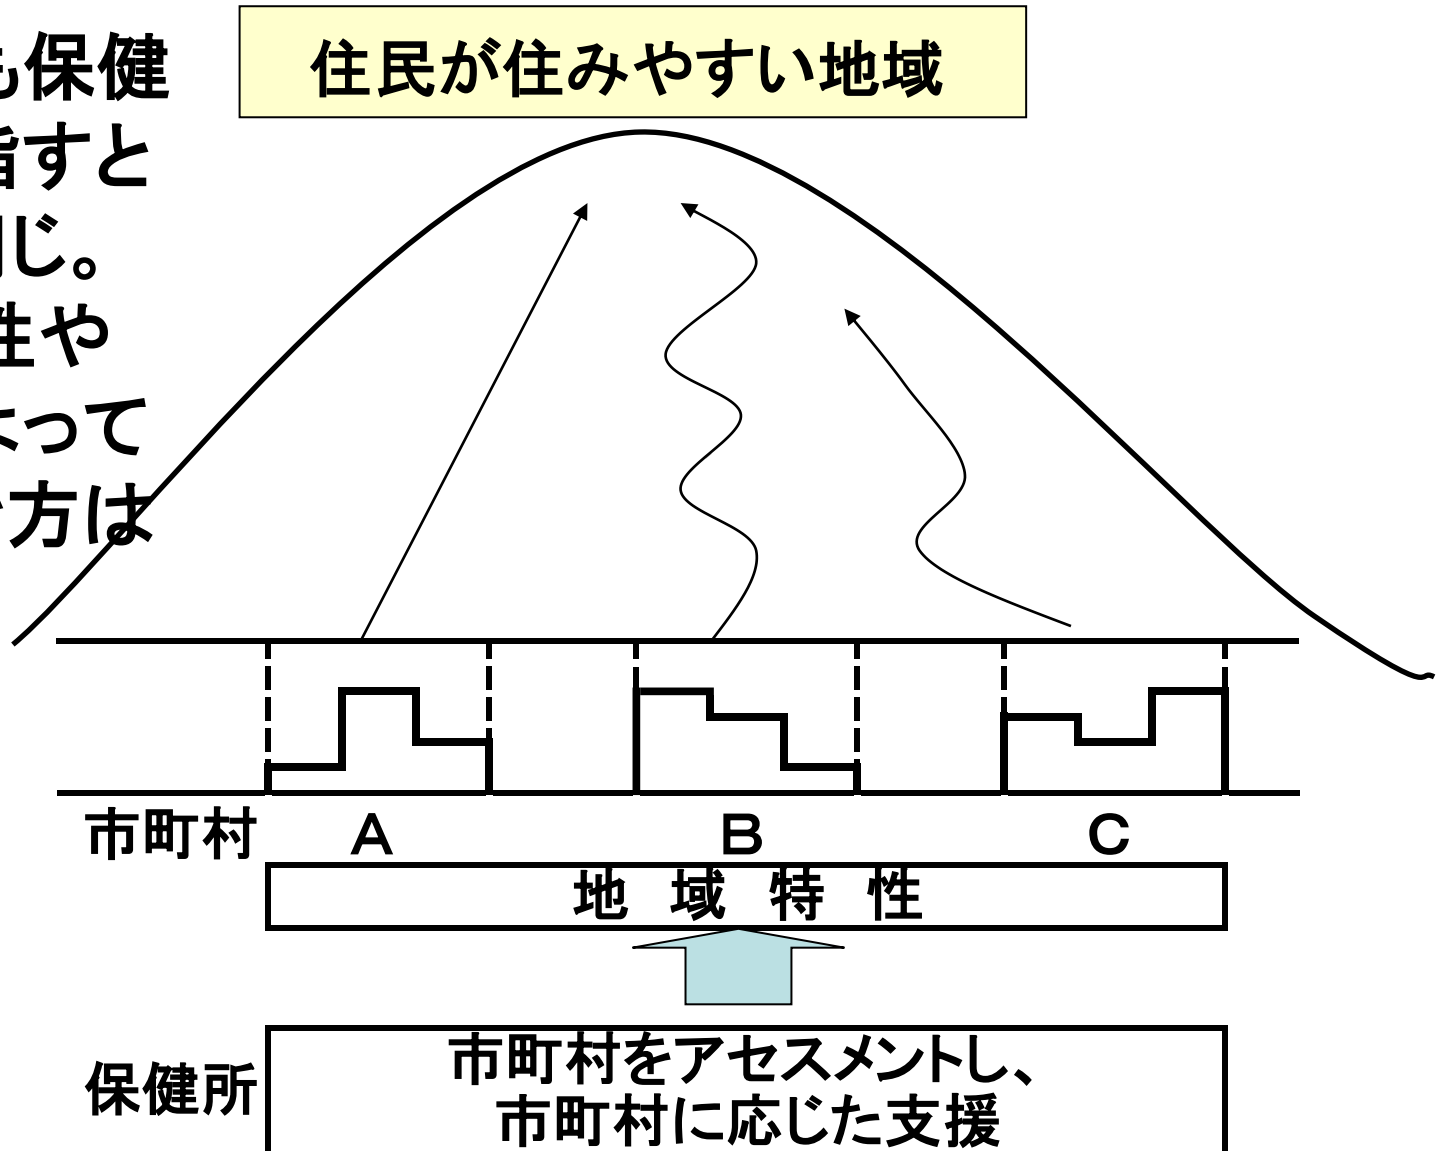 住民が住みやすい地域
も保健
指すと
同じ。
性や
よって
方は
市町村 A B C
地 域 特 性
保健所
市町村をアセスメントし、
市町村に応じた支援